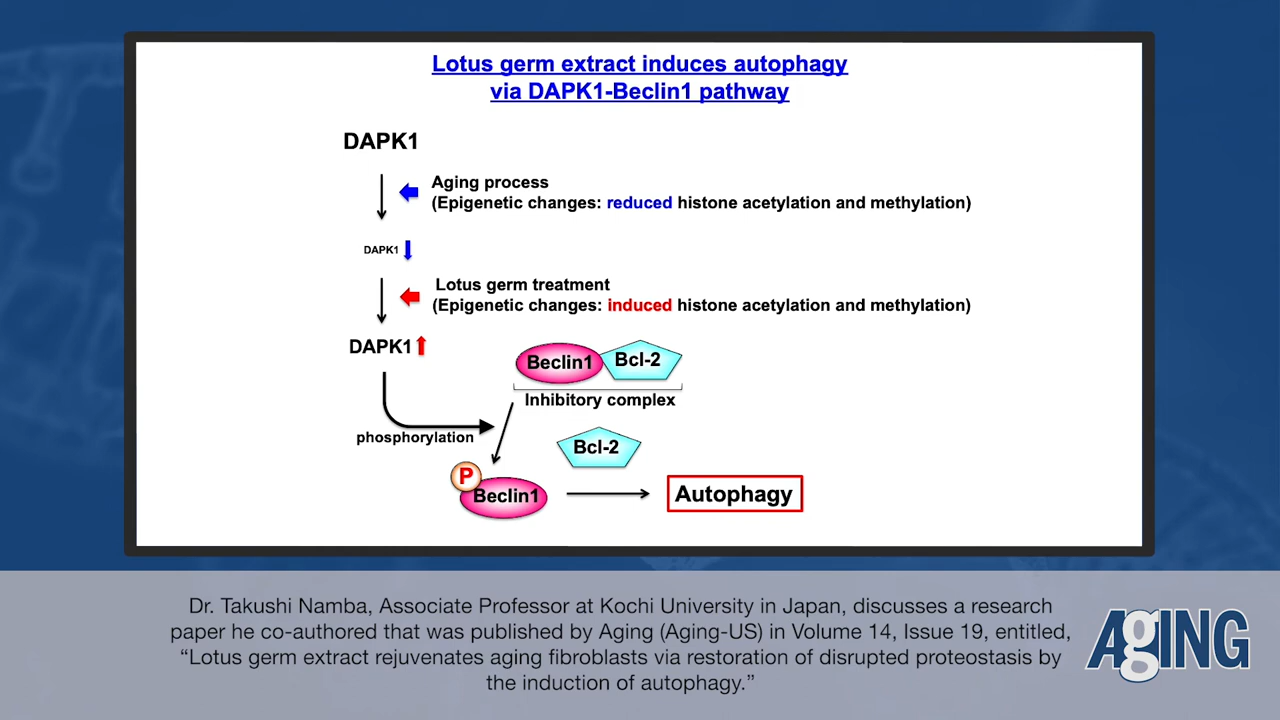 Lotus germ extract induces autophagy
via DAPK1-Beclin1 pathway
DAPK1
Aging process
(Epigenetic changes: reduced histone acetylation and methylation)
DAPK1
Lotus germ treatment
(Epigenetic changes: induced histone acetylation and methylation)
DAPK1
Beclin1 Bcl-2
Inhibitory complex
phosphorylation
Bcl-2
P
Beclin1
Autophagy
Dr. Takushi Namba, Associate Professor at Kochi University in Japan, discusses a research
paper he co-authored that was published by Aging (Aging-US) in Volume 14, Issue 19, entitled,
“Lotus germ extract rejuvenates aging fibroblasts via restoration of disrupted proteostasis by
the induction of autophagy.”
AgING